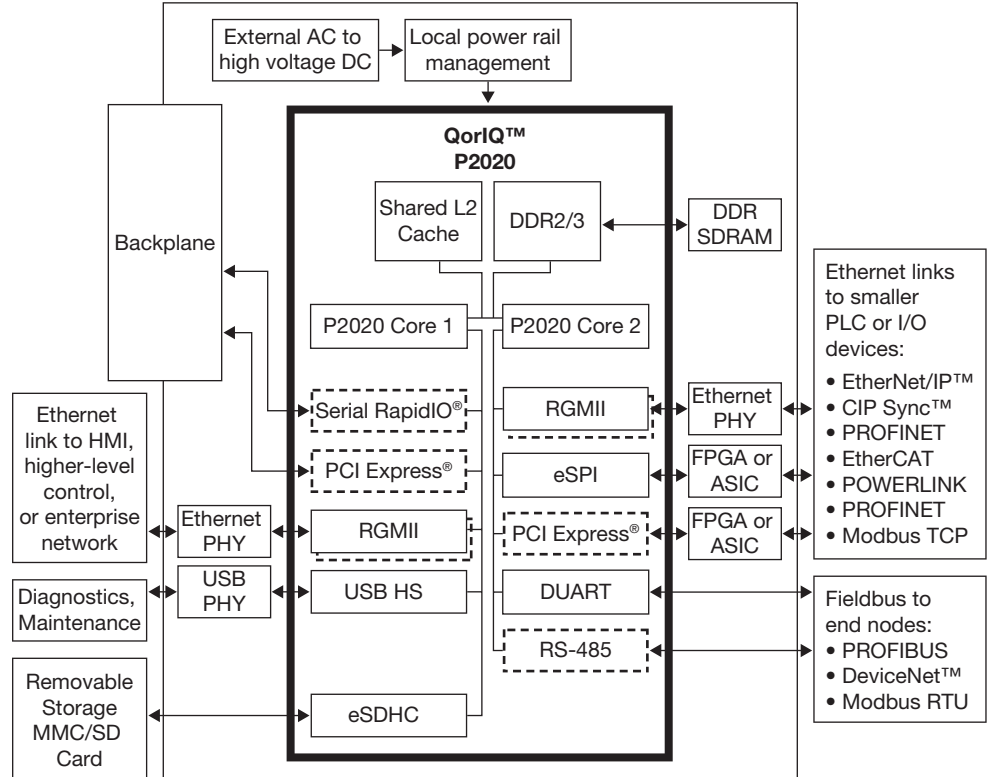 External AC to
high voltage DC
Local power rail
management
QorIQ™
P2020
Backplane
Shared L2
Cache
DDR2/3
DDR
SDRAM
P2020 Core 1
P2020 Core 2
Serial RapidIO®
PCI Express®
RGMII
USB HS
eSDHC
RGMII
eSPI
PCI Express®
DUART
RS-485
Ethernet
PHY
FPGA or
ASIC
FPGA or
ASIC
Ethernet
link to HMI,
higher-level
control,
or enterprise
network
Ethernet
PHY
USB
PHY
Diagnostics,
Maintenance
Removable
Storage
MMC/SD
Card
Ethernet links
to smaller
PLC or I/O
devices:
• EtherNet/IP™
• CIP Sync™
• PROFINET
• EtherCAT
• POWERLINK
• PROFINET
• Modbus TCP
Fieldbus to
end nodes:
• PROFIBUS
• DeviceNet™
• Modbus RTU